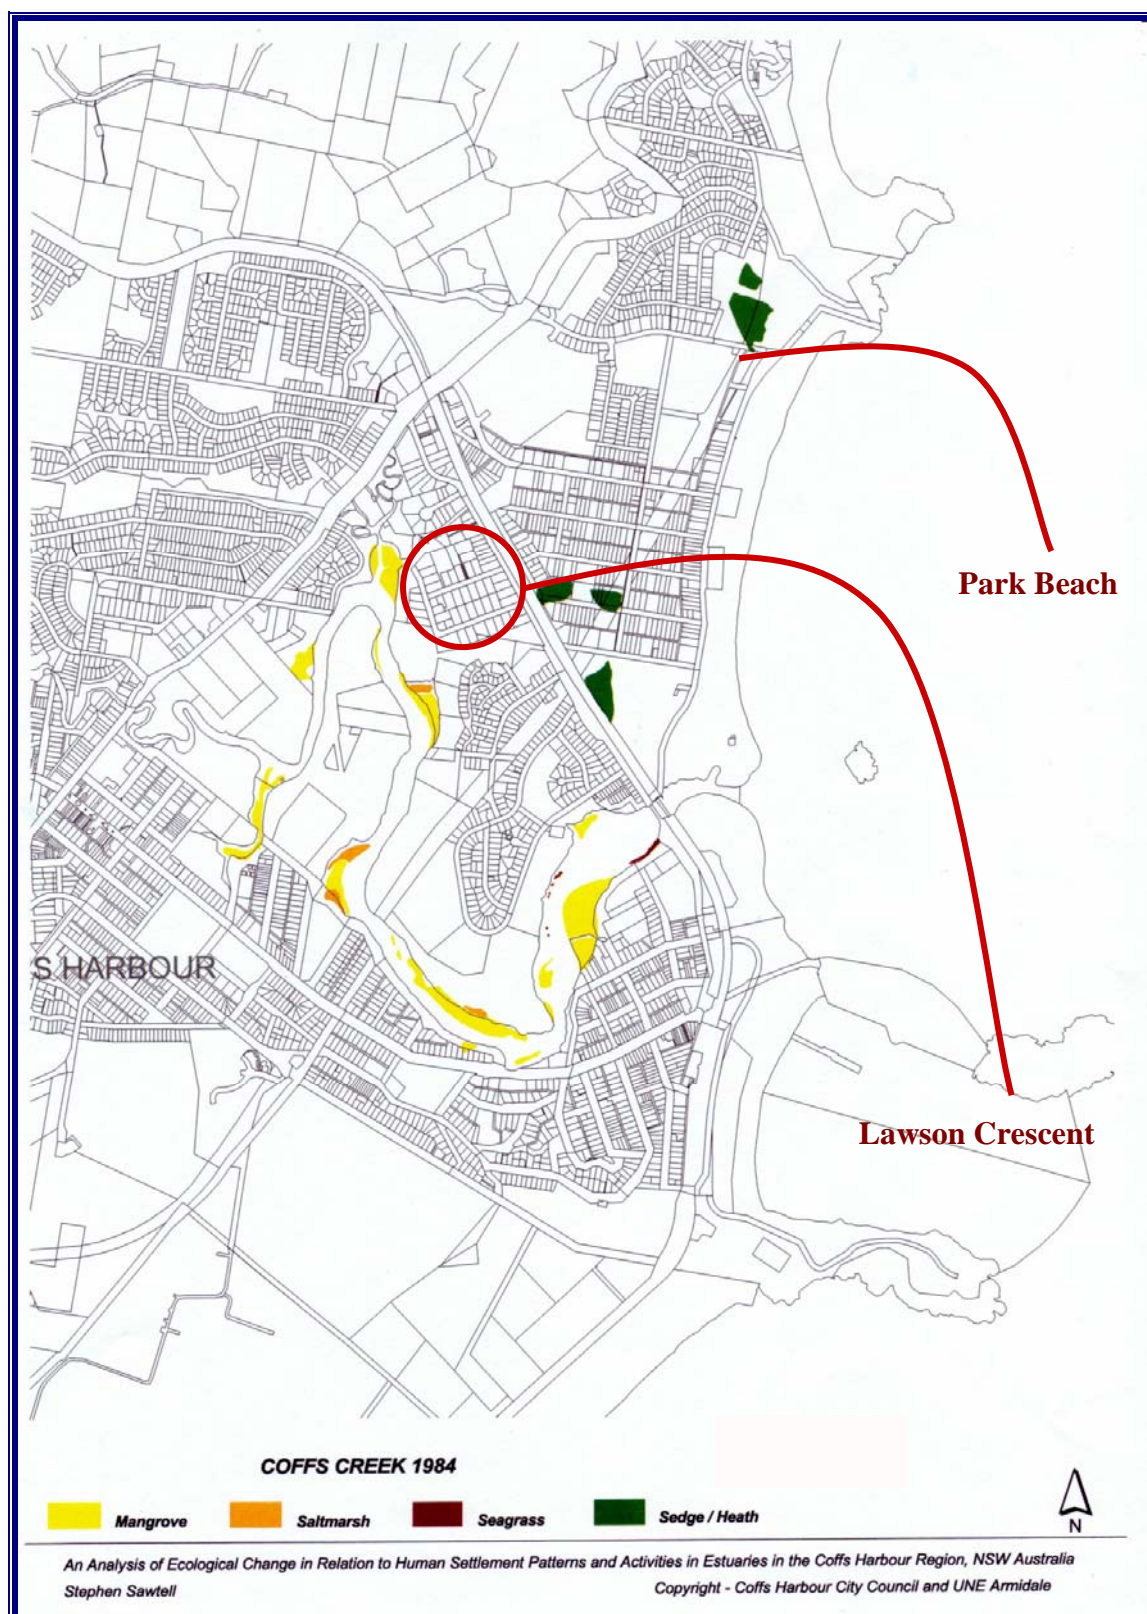 Park Beach
S HARBOUR
Lawson Crescent
COFFS CREEK 1984
Mangrove
Saltmarsh
Seagrass
Sedge / Heath
N
An Analysis of Ecological Change in Relation to Human Settlement Patterns and Activities in Estuaries in the Coffs Harbour Region, NSW Australia
Stephen Sawtell
Copyright - Coffs Harbour City Council and UNE Armidale